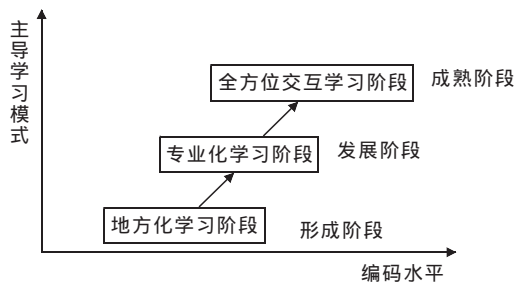 主导学习模式
全方位交互学习阶段 成熟阶段
专业化学习阶段 发展阶段
地方化学习阶段 形成阶段
编码水平